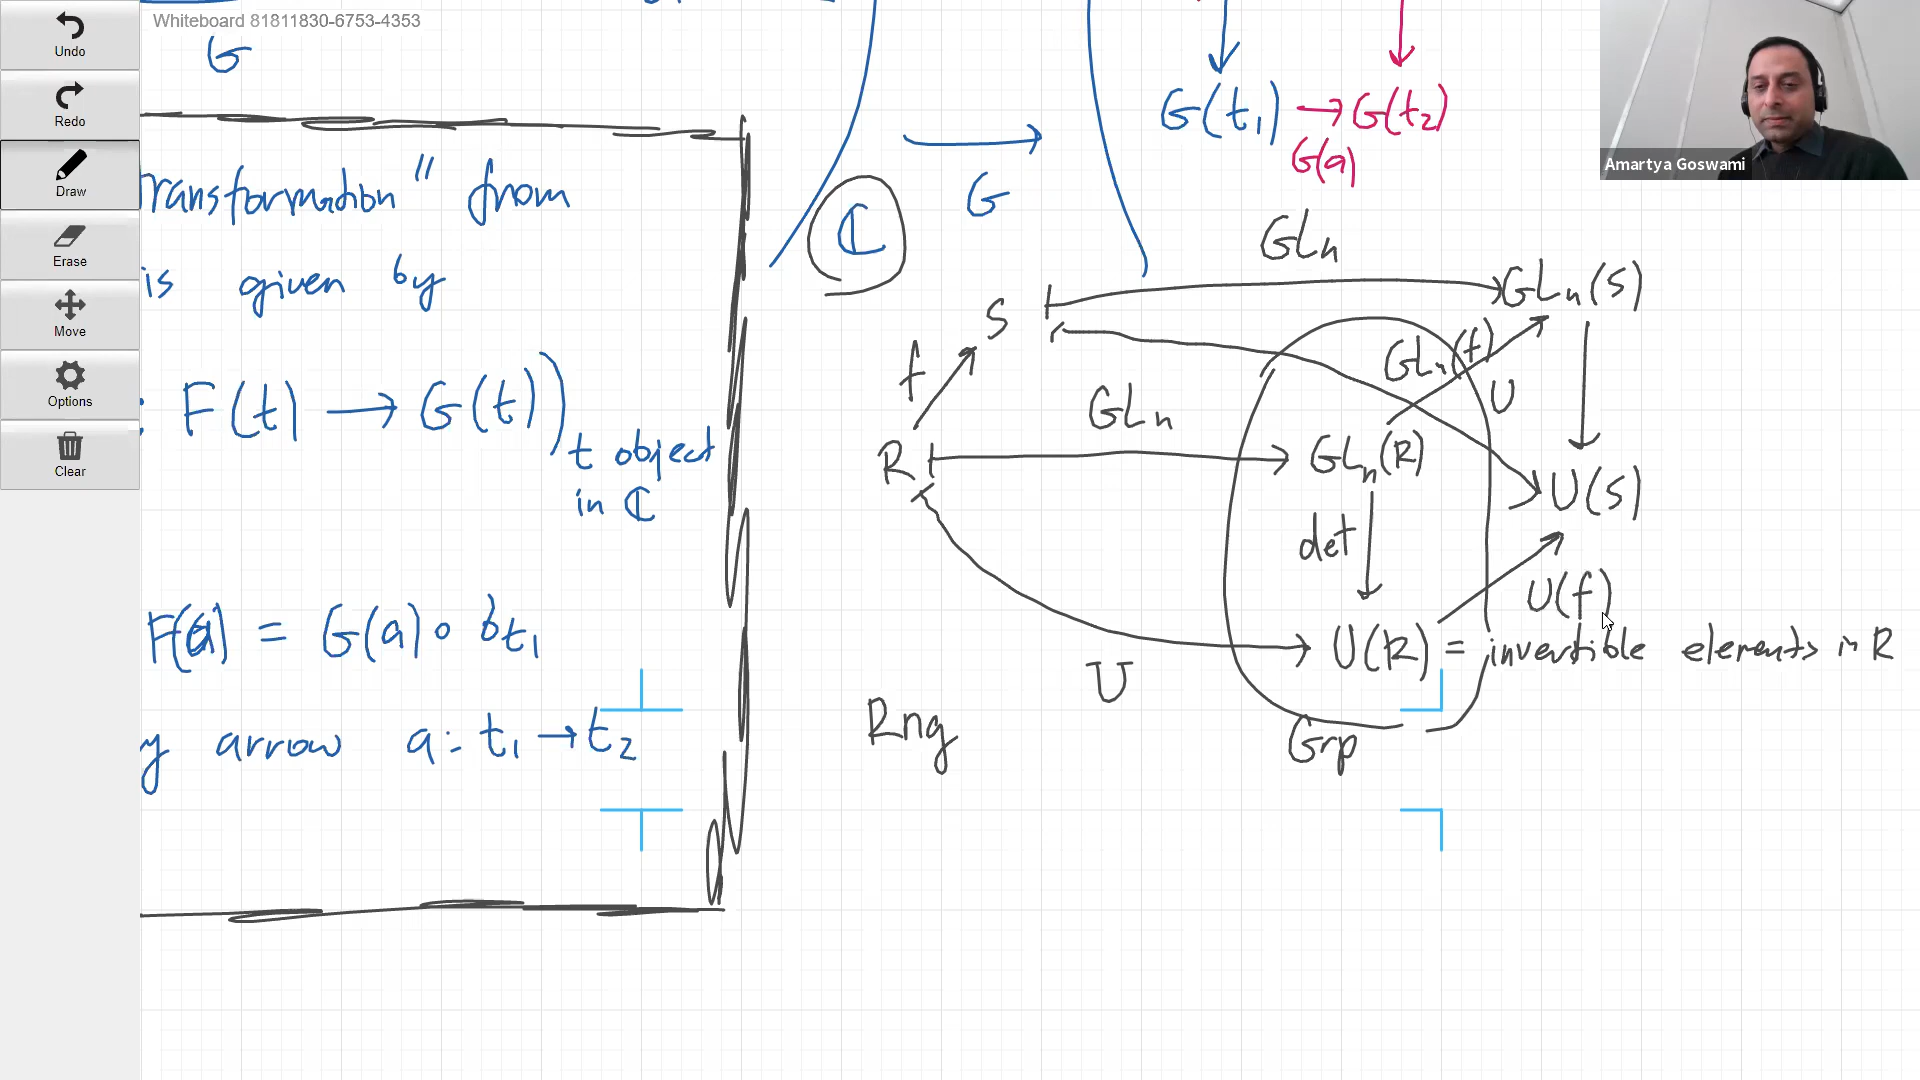 Whiteboard 81811830-6753-4353
Undo
Redo
Draw
Erase
Move
Options
Clear
Amartya Goswami
G
Transformation" from
is given by
: F(t) → G(t))
t object
in ℂ
= G(a) ∘ bt₁
y arrow a: t₁ → t₂
ℂ
G
G(t₁) → G(t₂)
G(a)
GLn
S
GLn(S)
f
GLn(f)
U
GLn
R
GLn(R)
U(S)
det
U(f)
U(R) = invertible elements in R
U
Rng
Grp